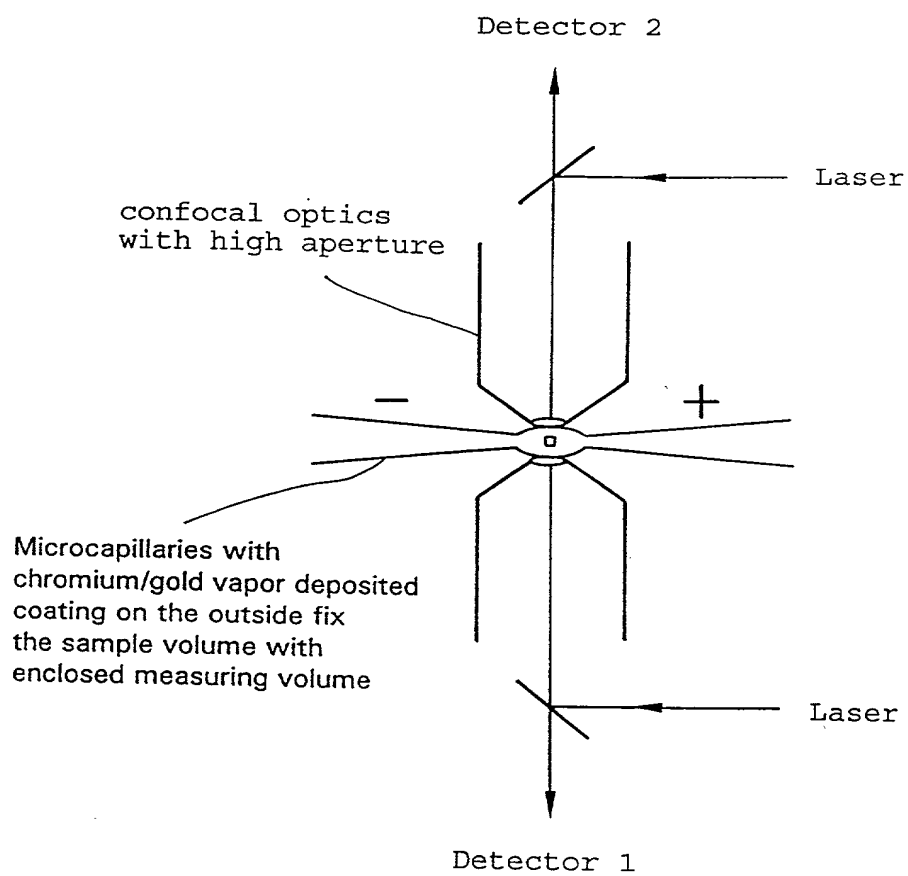 Detector 2
Laser
confocal optics
with high aperture
− +
Microcapillaries with
chromium/gold vapor deposited
coating on the outside fix
the sample volume with
enclosed measuring volume
Laser
Detector 1